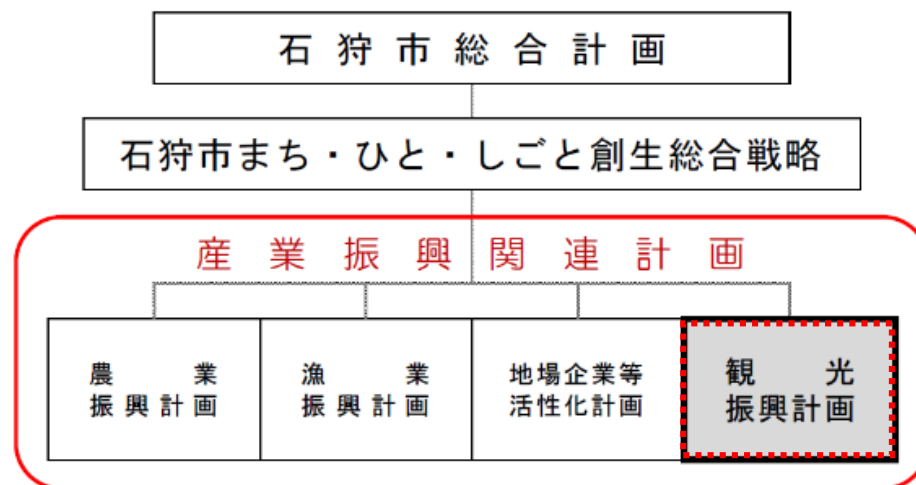 石狩市総合計画
石狩市まち・ひと・しごと創生総合戦略
産業振興関連計画
農業
振興計画
漁業
振興計画
地場企業等
活性化計画
観光
振興計画